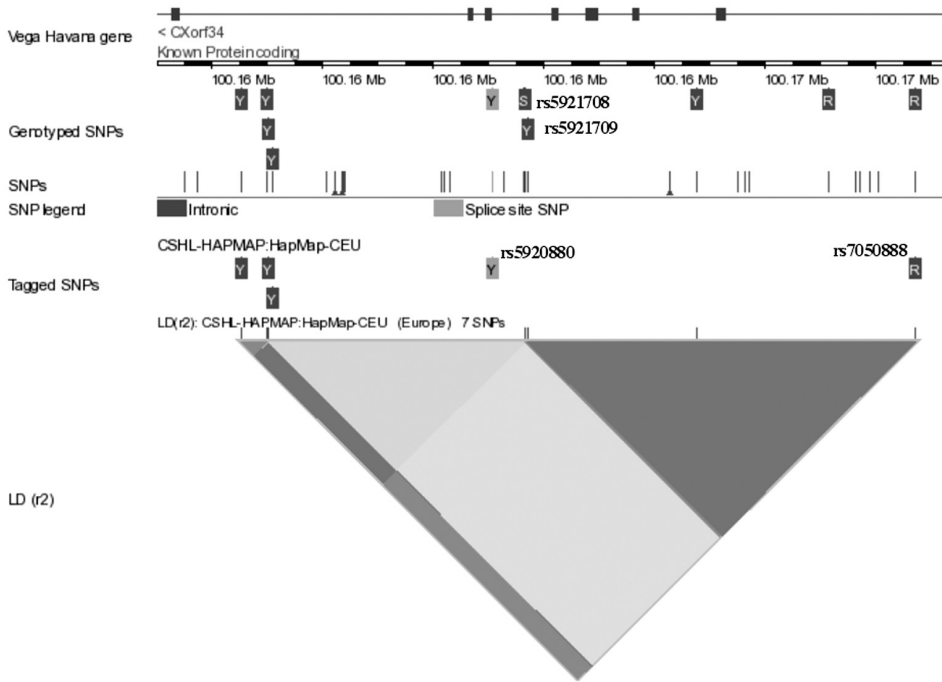 Vega Havana gene
< CXorf34
Known Protein coding
100.16 Mb 100.16 Mb 100.16 Mb 100.16 Mb 100.16 Mb 100.17 Mb 100.17 Mb
Y Y Y S rs5921708 Y R R
Genotyped SNPs Y Y rs5921709
Y
SNPs
SNP legend Intronic Splice site SNP
CSHL-HAPMAP:HapMap-CEU
rs5920880 rs7050888
Tagged SNPs Y Y Y R
Y
LD(r2): CSHL-HAPMAP:HapMap-CEU (Europe) 7 SNPs
LD (r2)